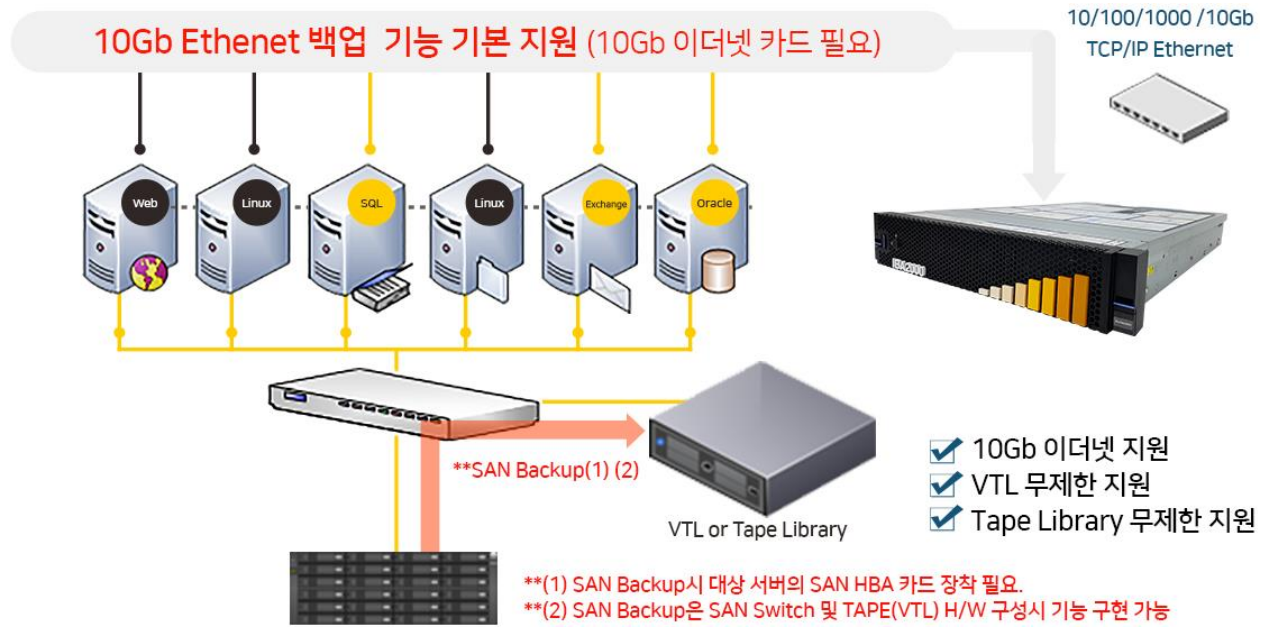 10Gb Ethenet 백업 기능 기본 지원 (10Gb 이더넷 카드 필요)
10/100/1000 /10Gb
TCP/IP Ethernet
Web
Linux
SQL
Linux
Exchange
Oracle
**SAN Backup(1) (2)
VTL or Tape Library
10Gb 이더넷 지원
VTL 무제한 지원
Tape Library 무제한 지원
**(1) SAN Backup시 대상 서버의 SAN HBA 카드 장착 필요.
**(2) SAN Backup은 SAN Switch 및 TAPE(VTL) H/W 구성시 기능 구현 가능